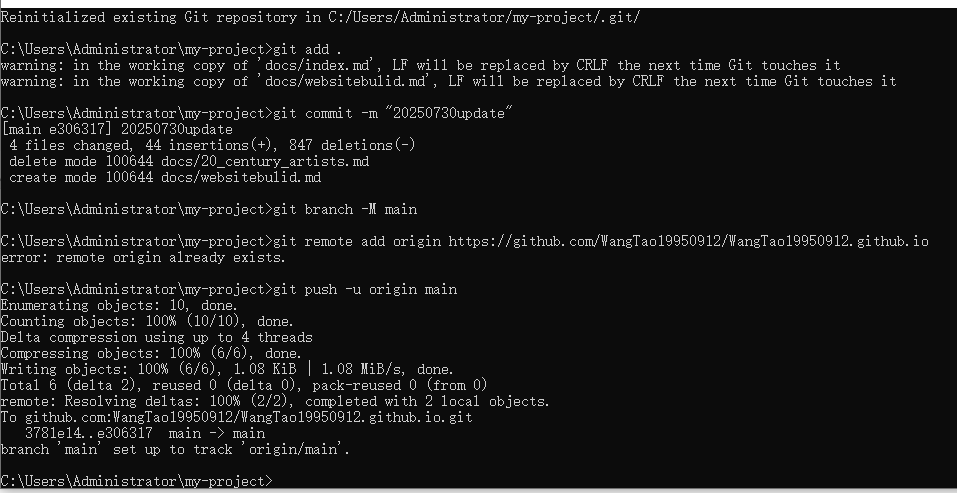 Reinitialized existing Git repository in C:/Users/Administrator/my-project/.git/
C:\Users\Administrator\my-project>git add .
warning: in the working copy of 'docs/index.md', LF will be replaced by CRLF the next time Git touches it
warning: in the working copy of 'docs/websitebulid.md', LF will be replaced by CRLF the next time Git touches it
C:\Users\Administrator\my-project>git commit -m "20250730update"
[main e306317] 20250730update
 4 files changed, 44 insertions(+), 847 deletions(-)
 delete mode 100644 docs/20_century_artists.md
 create mode 100644 docs/websitebulid.md
C:\Users\Administrator\my-project>git branch -M main
C:\Users\Administrator\my-project>git remote add origin https://github.com/WangTao19950912/WangTao19950912.github.io
error: remote origin already exists.
C:\Users\Administrator\my-project>git push -u origin main
Enumerating objects: 10, done.
Counting objects: 100% (10/10), done.
Delta compression using up to 4 threads
Compressing objects: 100% (6/6), done.
Writing objects: 100% (6/6), 1.08 KiB | 1.08 MiB/s, done.
Total 6 (delta 2), reused 0 (delta 0), pack-reused 0 (from 0)
remote: Resolving deltas: 100% (2/2), completed with 2 local objects.
To github.com:WangTao19950912/WangTao19950912.github.io.git
   3781e14..e306317  main -> main
branch 'main' set up to track 'origin/main'.
C:\Users\Administrator\my-project>